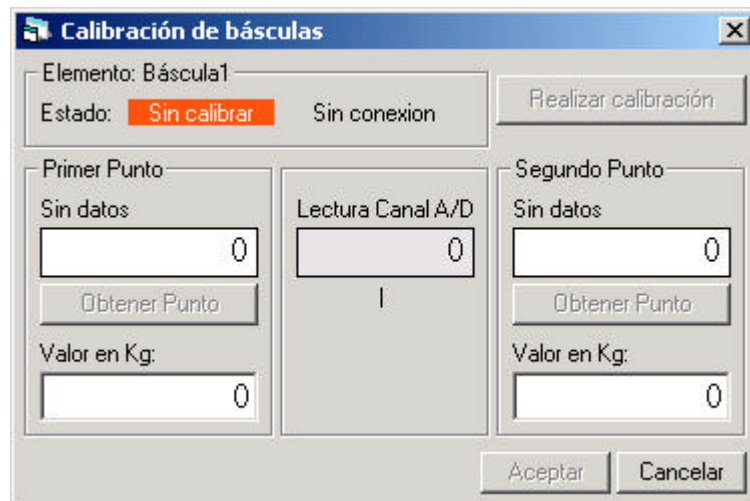 Calibración de básculas
Elemento: Báscula1
Estado: Sin calibrar Sin conexion
Realizar calibración
Primer Punto
Sin datos
0
Obtener Punto
Valor en Kg:
0
Lectura Canal A/D
0
|
Segundo Punto
Sin datos
0
Obtener Punto
Valor en Kg:
0
Aceptar
Cancelar